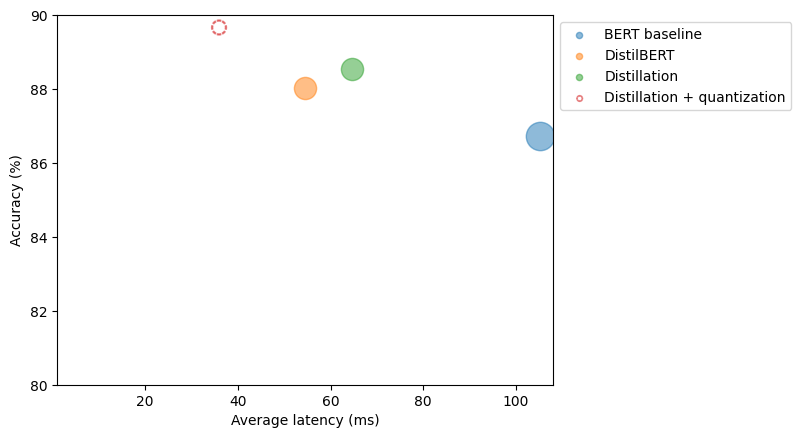 90
88
86
84
82
80
Accuracy (%)
20 40 60 80 100
Average latency (ms)
BERT baseline
DistilBERT
Distillation
Distillation + quantization